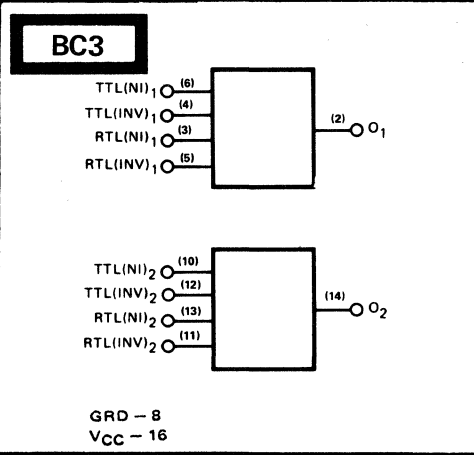 BC3
TTL(NI)1 (6)
TTL(INV)1 (4)
RTL(NI)1 (3)
RTL(INV)1 (5)
(2) O1
TTL(NI)2 (10)
TTL(INV)2 (12)
RTL(NI)2 (13)
RTL(INV)2 (11)
(14) O2
GRD – 8
VCC – 16